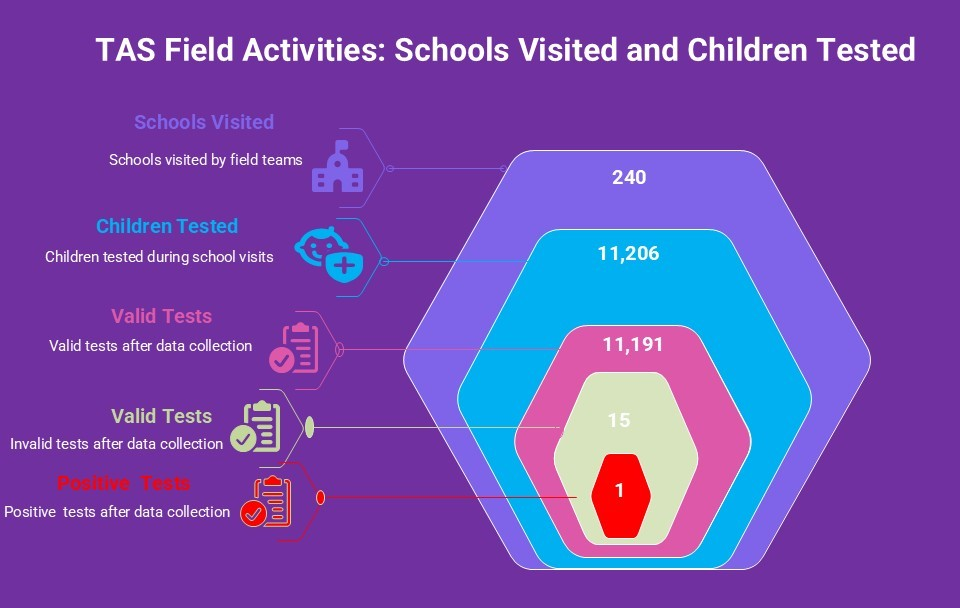 TAS Field Activities: Schools Visited and Children Tested
Schools Visited
Schools visited by field teams
240
Children Tested
Children tested during school visits
11,206
Valid Tests
Valid tests after data collection
11,191
Valid Tests
Invalid tests after data collection
15
Positive Tests
Positive tests after data collection
1